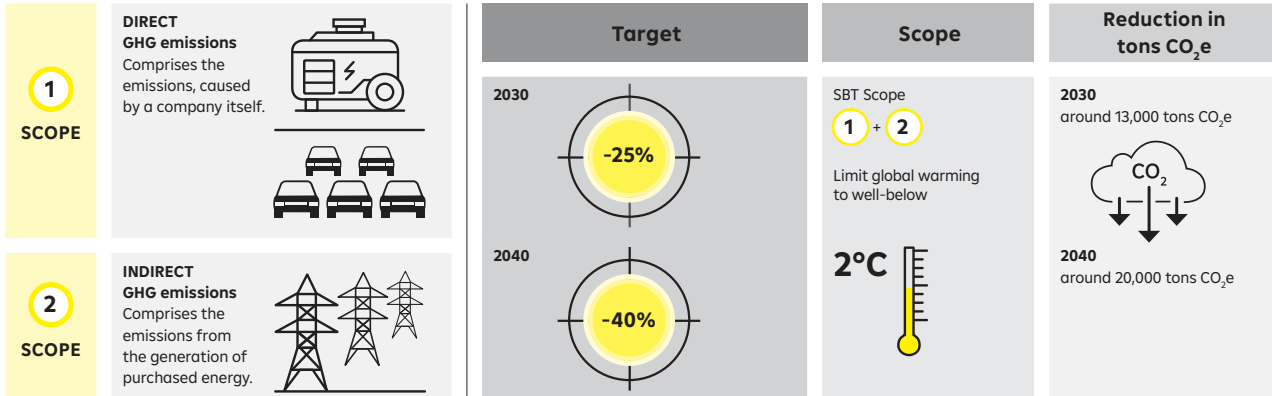 1
SCOPE
DIRECT
GHG emissions
Comprises the
emissions, caused
by a company itself.
2
SCOPE
INDIRECT
GHG emissions
Comprises the
emissions from
the generation of
purchased energy.
Target
2030
-25%
2040
-40%
Scope
SBT Scope
1 + 2
Limit global warming
to well-below
2°C
Reduction in
tons CO₂e
2030
around 13,000 tons CO₂e
CO₂
2040
around 20,000 tons CO₂e